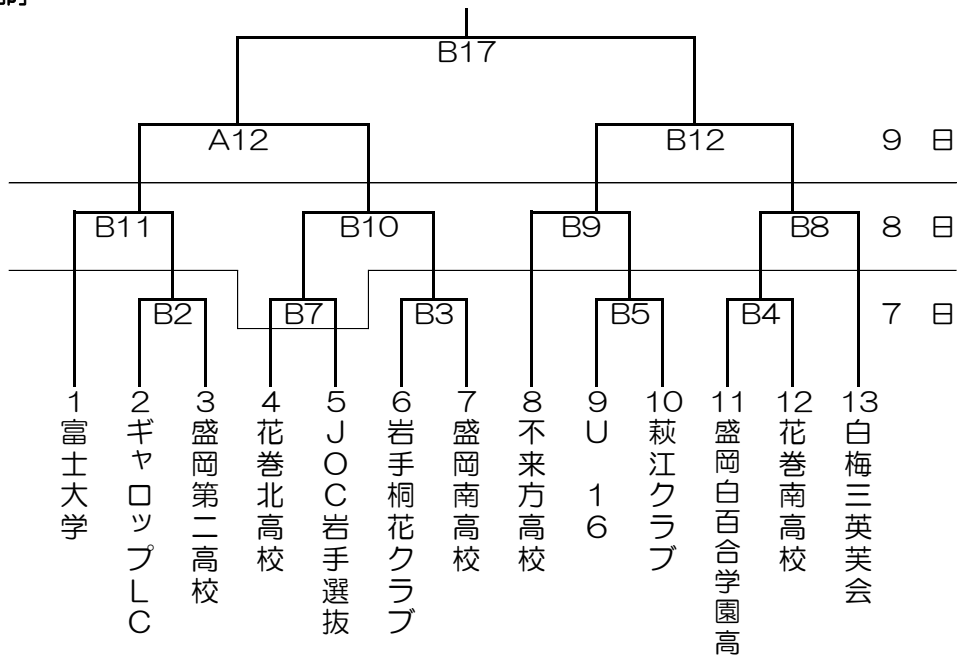 B17
A12
B12
9 日
B11
B10
B9
B8
8 日
B2
B7
B3
B5
B4
7 日
1 富士大学
2 ギャロップLC
3 盛岡第二高校
4 花巻北高校
5 JOC岩手選抜
6 岩手桐花クラブ
7 盛岡南高校
8 不来方高校
9 U 16
10 萩江クラブ
11 盛岡白百合学園高
12 花巻南高校
13 白梅三英芙会